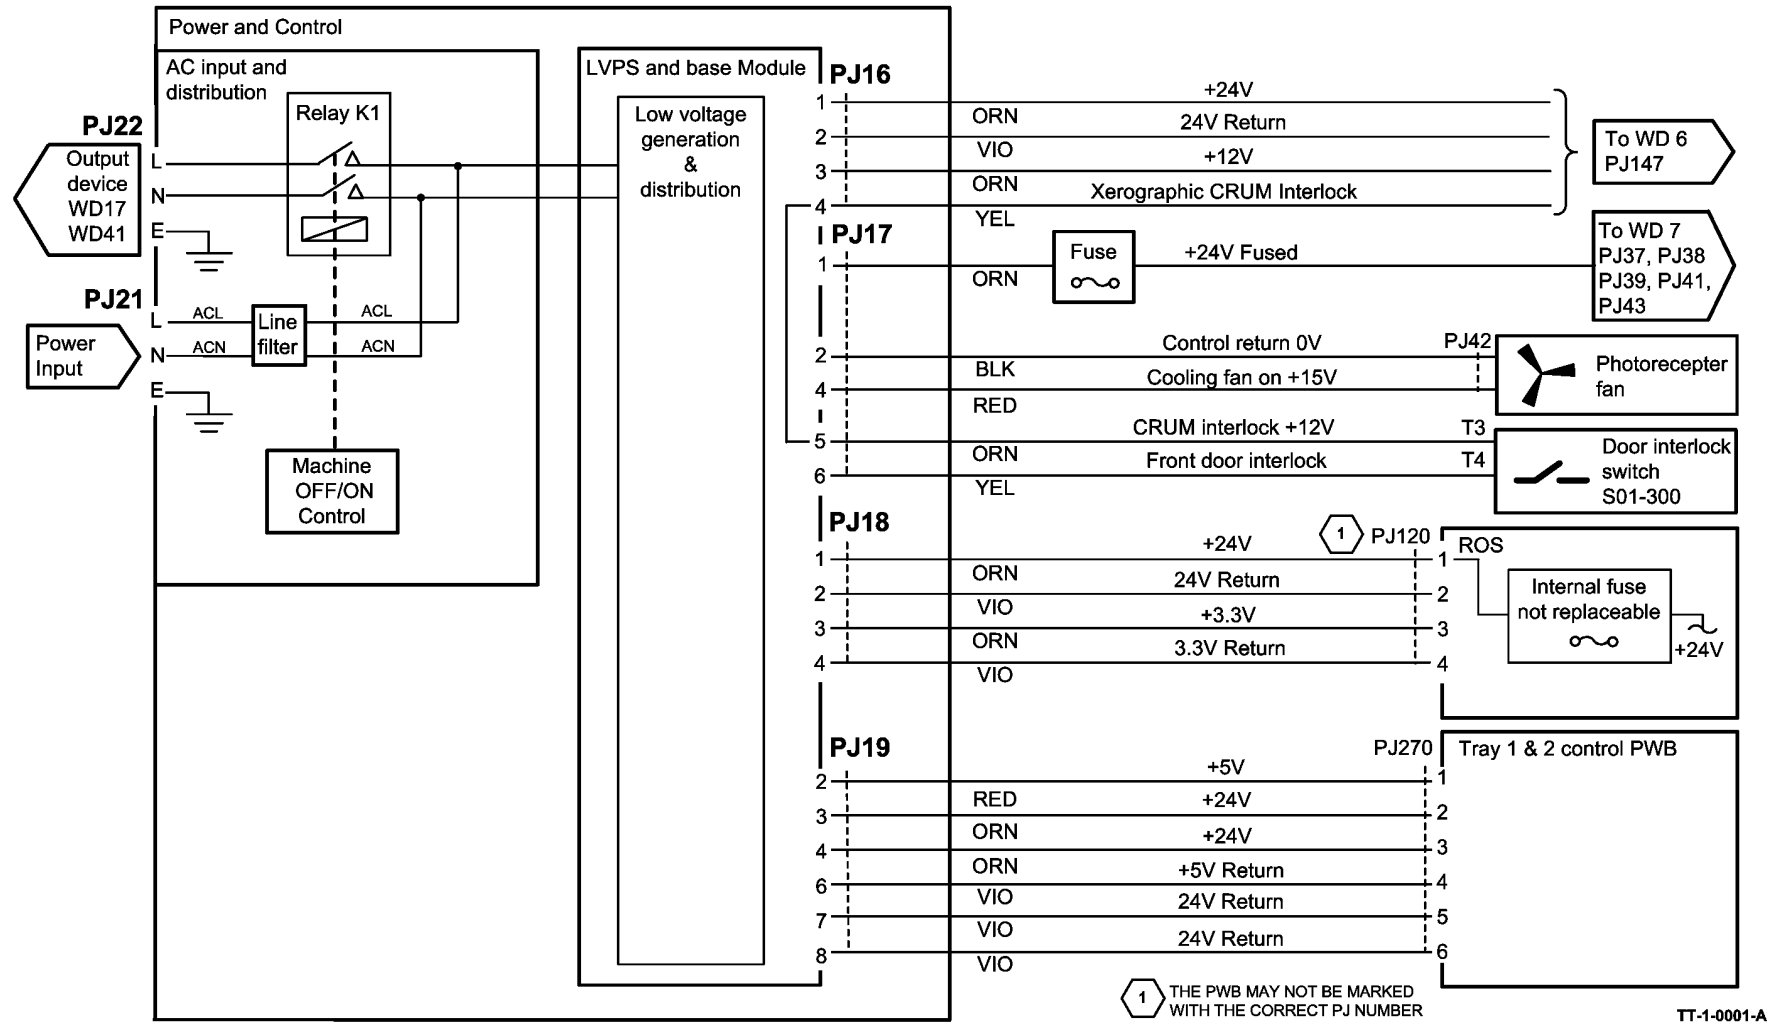 Power and Control
AC input and
distribution
Relay K1
PJ22
Output
device
WD17
WD41
L
N
E
PJ21
Power
Input
L
N
E
ACL
ACN
Line
filter
ACL
ACN
Machine
OFF/ON
Control
LVPS and base Module
Low voltage
generation
&
distribution
PJ16
1
+24V
ORN
2
24V Return
VIO
3
+12V
ORN
4
Xerographic CRUM Interlock
YEL
To WD 6
PJ147
PJ17
1
ORN
Fuse
+24V Fused
To WD 7
PJ37, PJ38
PJ39, PJ41,
PJ43
2
Control return 0V
PJ42
BLK
4
Cooling fan on +15V
RED
Photorecepter
fan
5
CRUM interlock +12V
T3
ORN
6
Front door interlock
T4
YEL
Door interlock
switch
S01-300
PJ18
1
+24V
1
PJ120
1
ORN
2
24V Return
2
VIO
3
+3.3V
3
ORN
4
3.3V Return
4
VIO
ROS
Internal fuse
not replaceable
+24V
PJ19
PJ270
Tray 1 & 2 control PWB
2
+5V
1
RED
3
+24V
2
ORN
4
+24V
3
ORN
6
+5V Return
4
VIO
7
24V Return
5
VIO
8
24V Return
6
VIO
1
THE PWB MAY NOT BE MARKED
WITH THE CORRECT PJ NUMBER
TT-1-0001-A